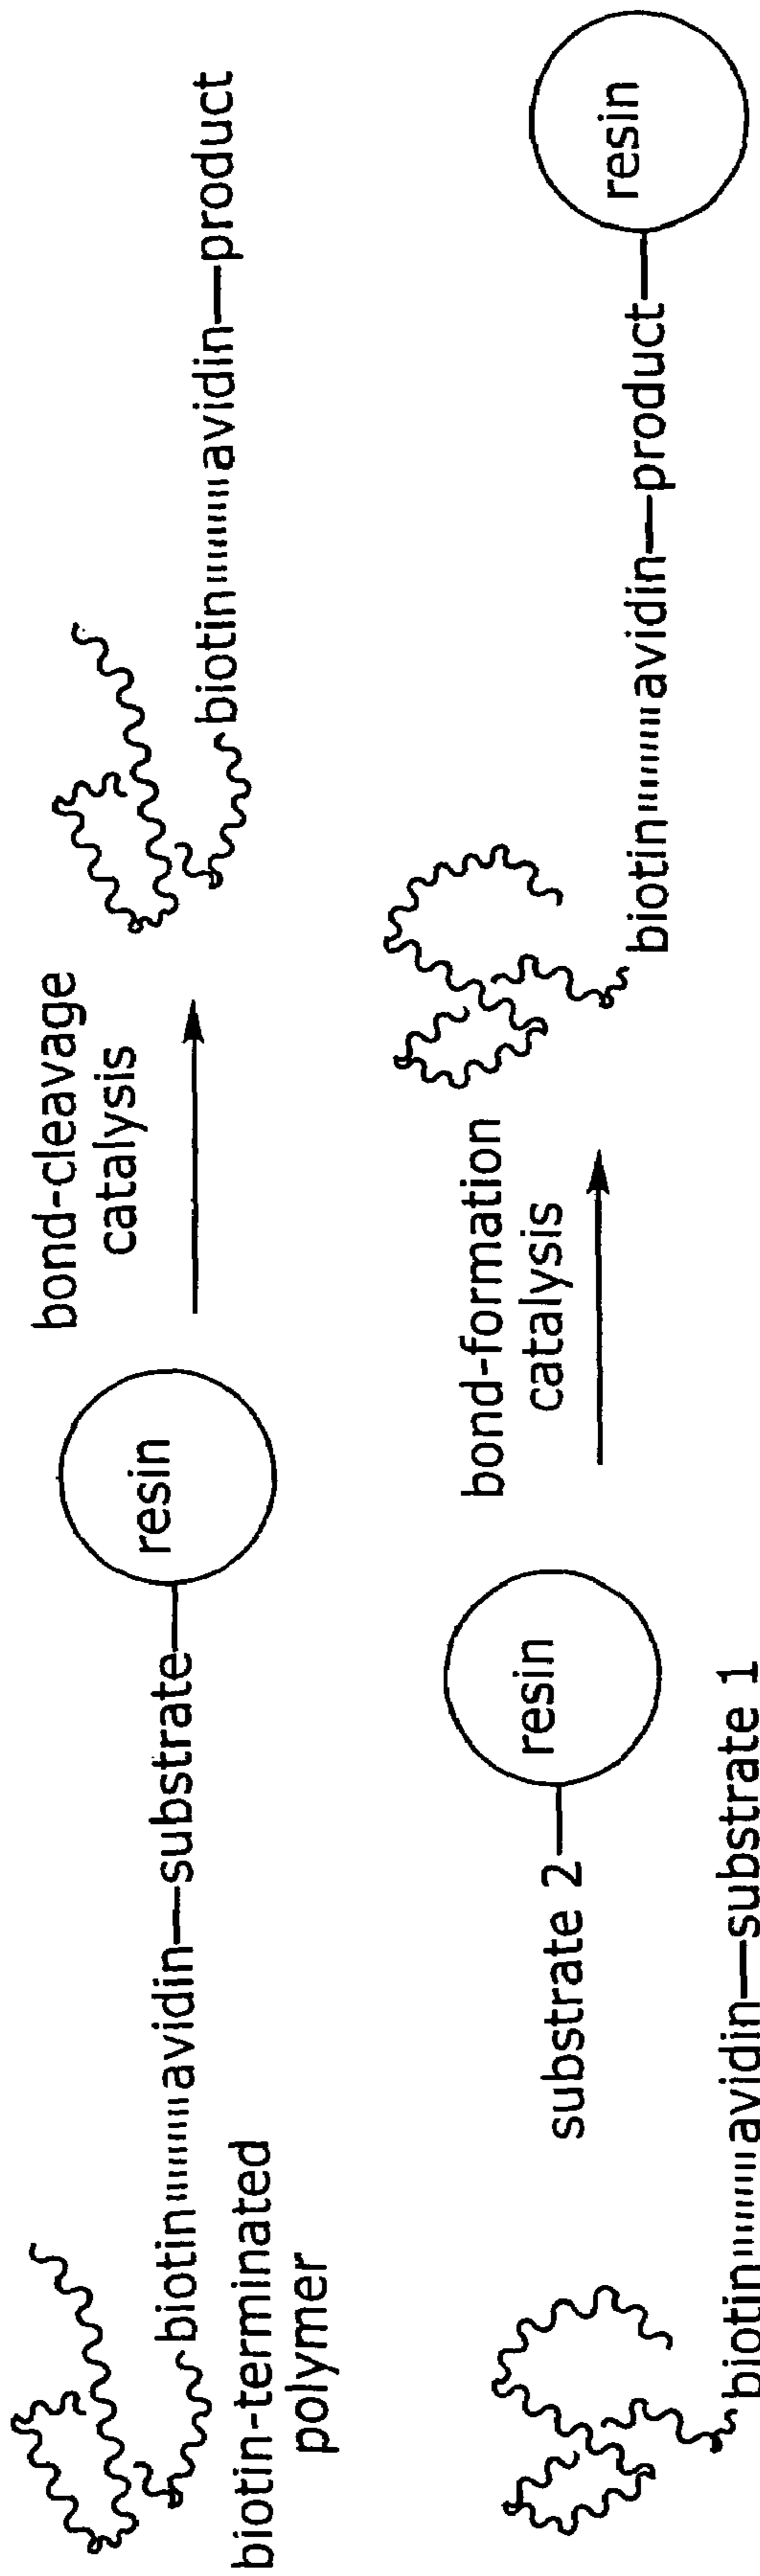 biotin avidin—substrate— resin
biotin-terminated
polymer
bond-cleavage
catalysis
biotin avidin—product
substrate 2— resin
biotin avidin—substrate 1
bond-formation
catalysis
biotin avidin—product— resin